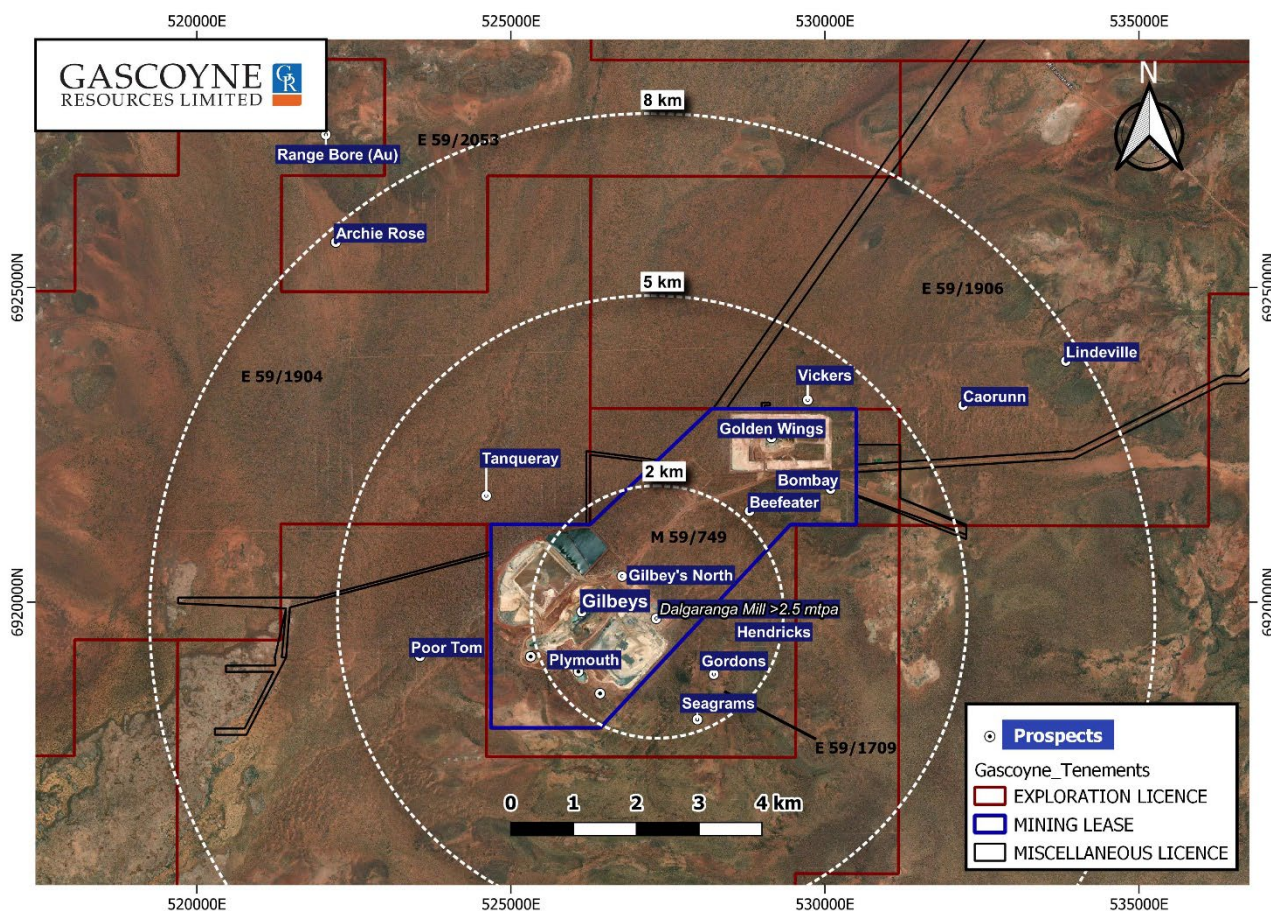 520000E
525000E
530000E
535000E
GASCOYNE
RESOURCES LIMITED
GR
N
8 km
E 59/2053
Range Bore (Au)
Archie Rose
6925000N
6925000N
5 km
E 59/1906
Lindeville
E 59/1904
Vickers
Caorunn
Golden Wings
Tanqueray
2 km
Bombay
Beefeater
M 59/749
Gilbey's North
6920000N
6920000N
Gilbeys
Dalgaranga Mill >2.5 mtpa
Hendricks
Poor Tom
Plymouth
Gordons
Seagrams
E 59/1709
0 1 2 3 4 km
Prospects
Gascoyne_Tenements
EXPLORATION LICENCE
MINING LEASE
MISCELLANEOUS LICENCE
520000E
525000E
530000E
535000E